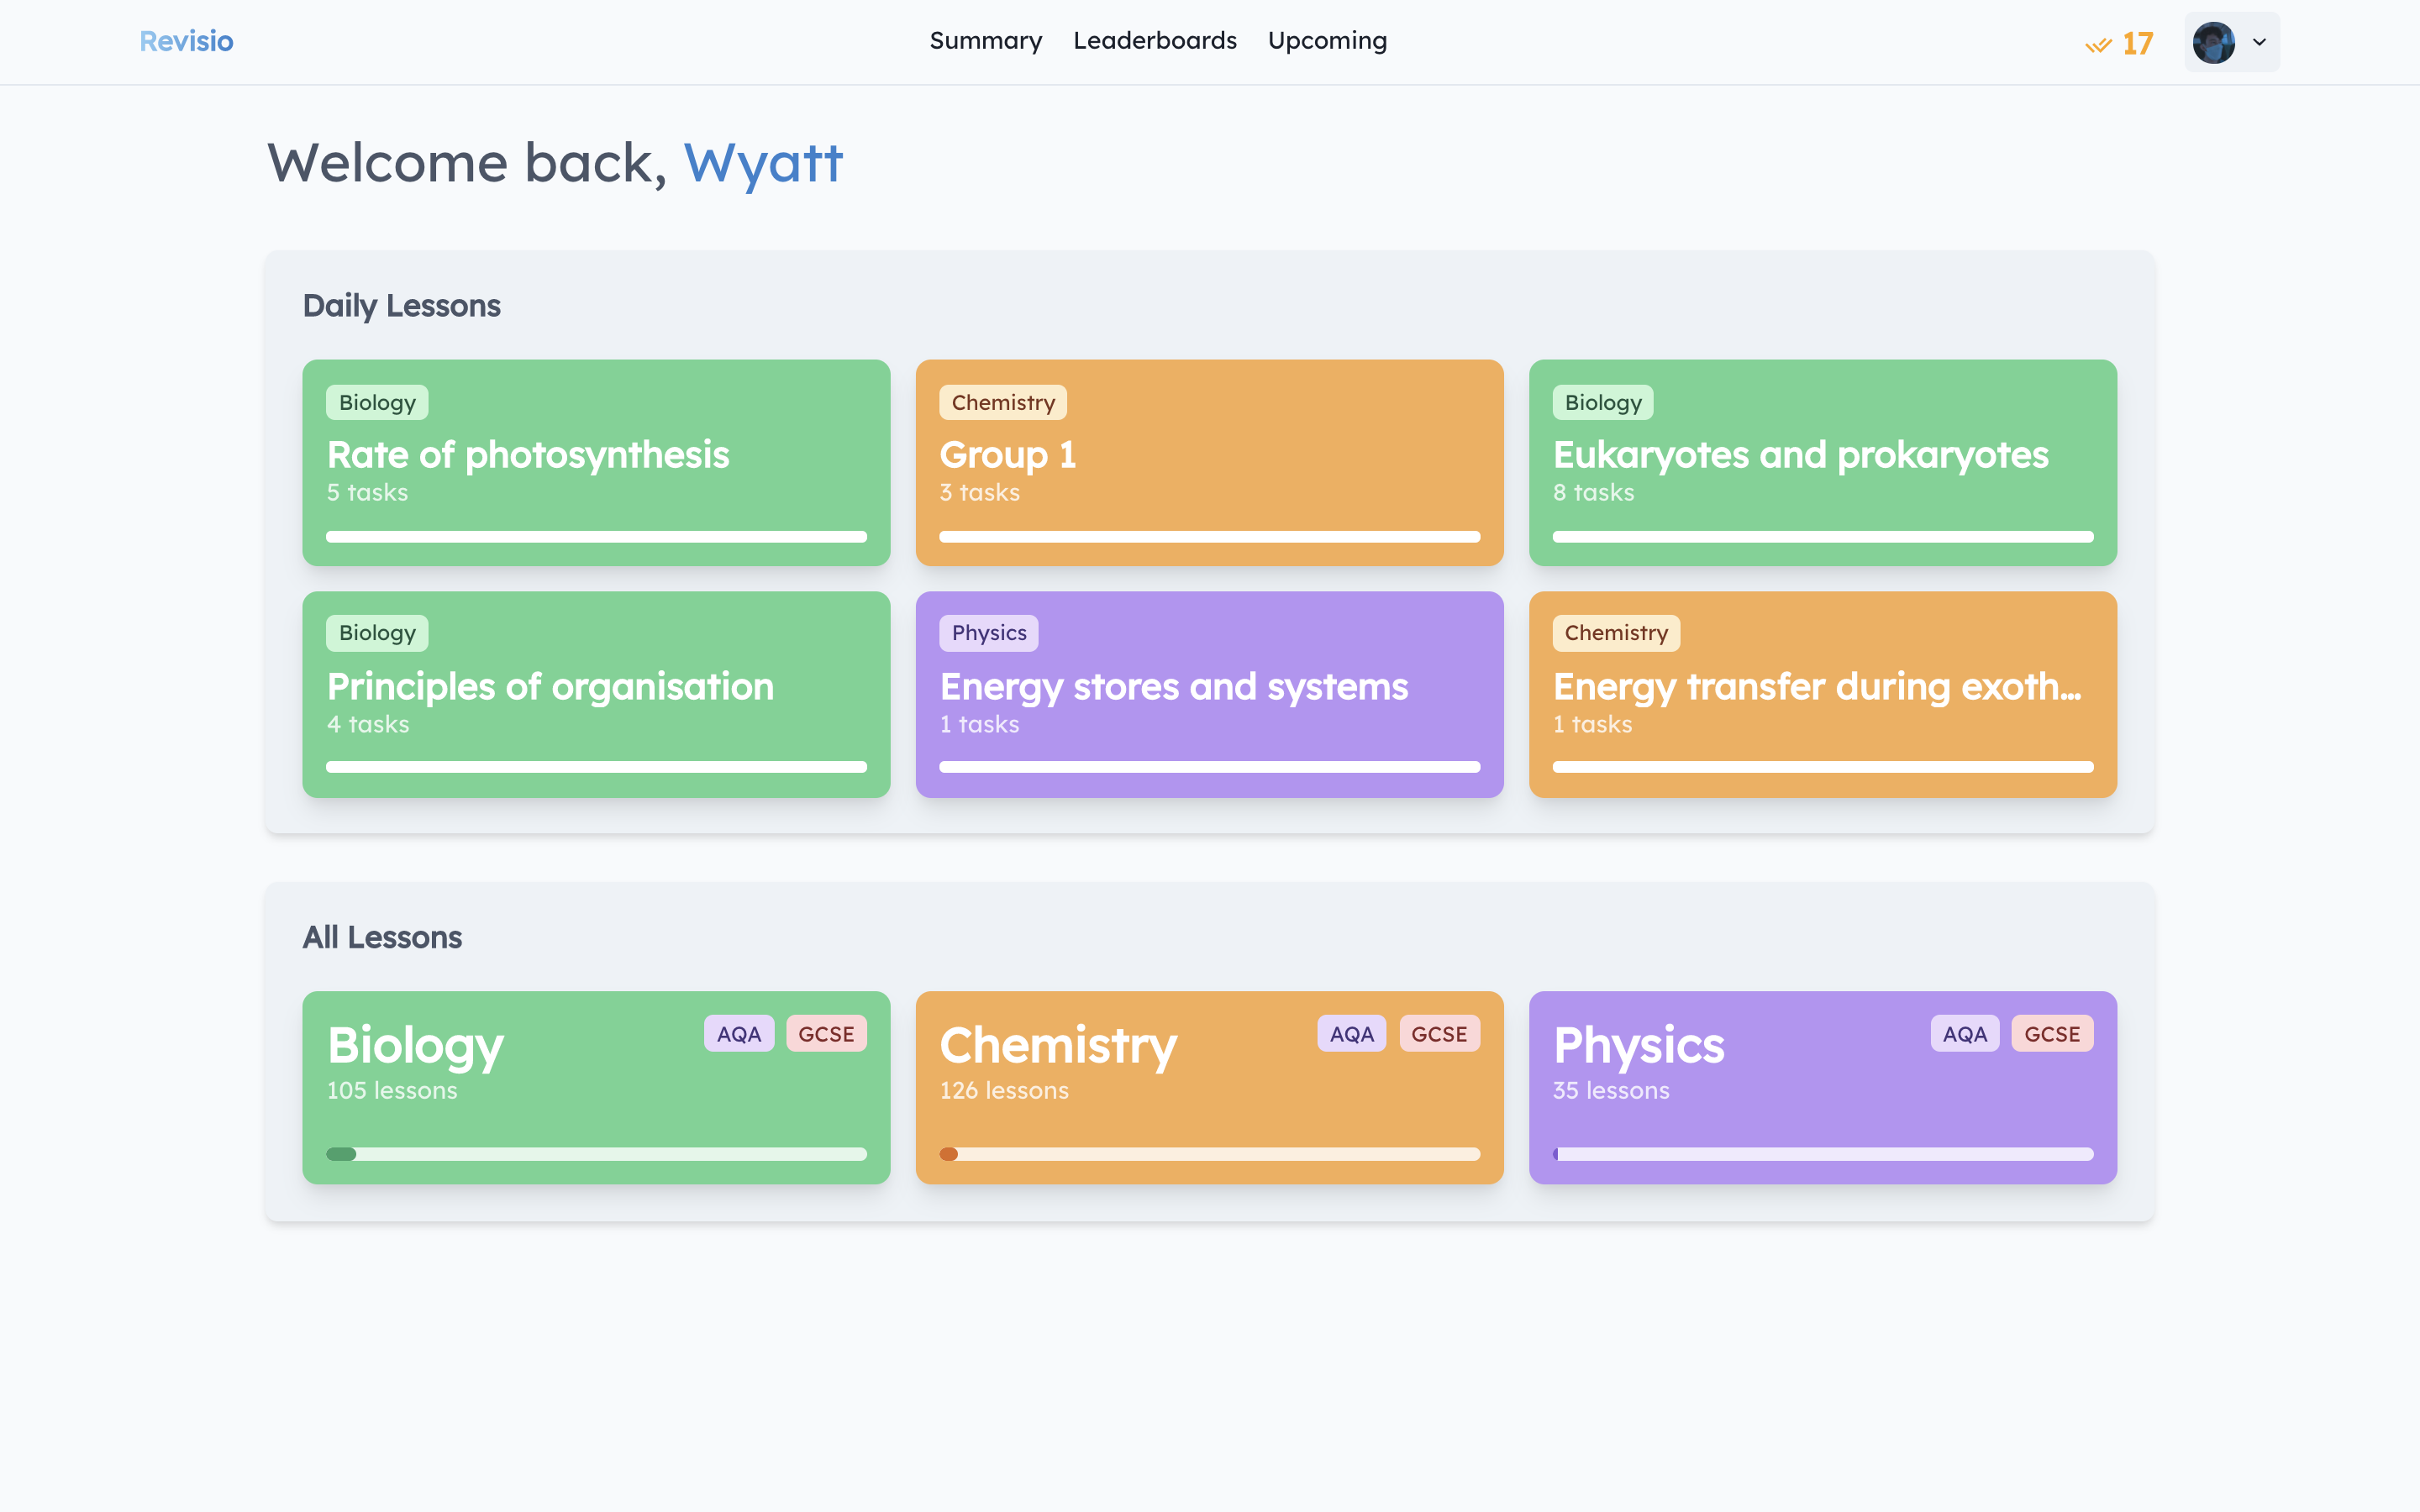 Revisio
Summary Leaderboards Upcoming
17
Welcome back, Wyatt
Daily Lessons
Biology
Rate of photosynthesis
5 tasks
Chemistry
Group 1
3 tasks
Biology
Eukaryotes and prokaryotes
8 tasks
Biology
Principles of organisation
4 tasks
Physics
Energy stores and systems
1 tasks
Chemistry
Energy transfer during exoth...
1 tasks
All Lessons
Biology AQA GCSE
105 lessons
Chemistry AQA GCSE
126 lessons
Physics AQA GCSE
35 lessons